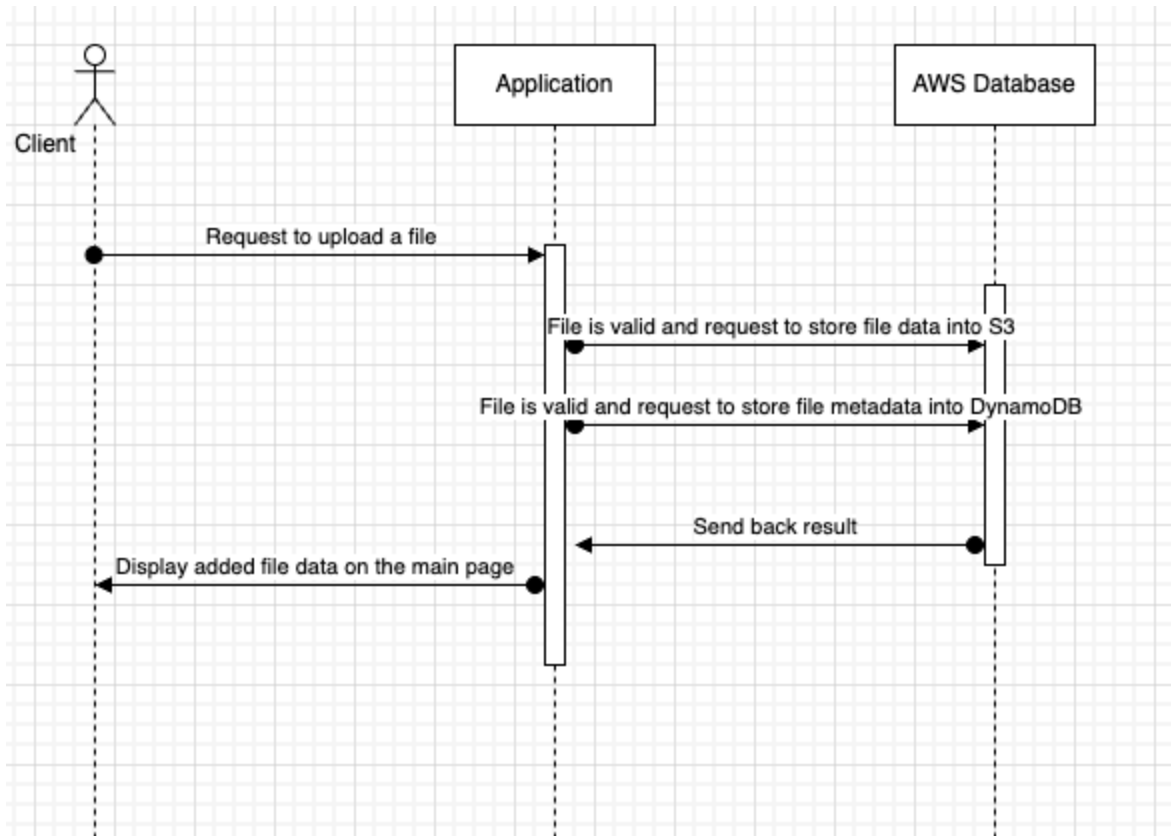 Application
AWS Database
Client
Request to upload a file
File is valid and request to store file data into S3
File is valid and request to store file metadata into DynamoDB
Send back result
Display added file data on the main page